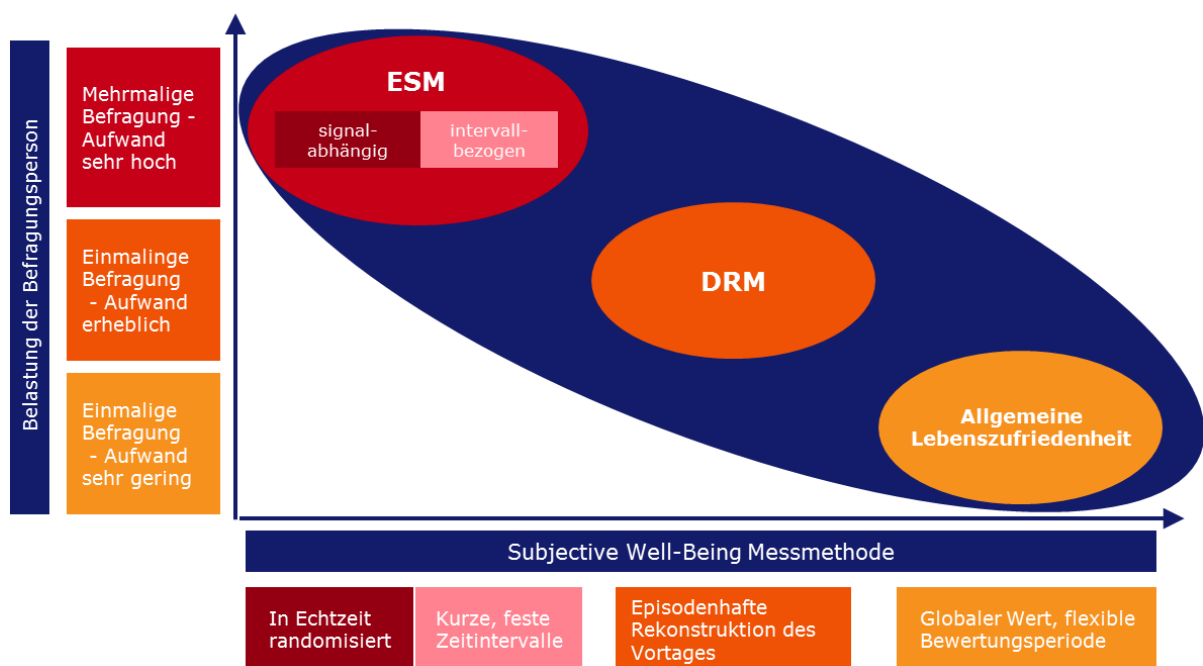 Belastung der Befragungsperson
Mehrmalige
Befragung -
Aufwand
sehr hoch
Einmalinge
Befragung
- Aufwand
erheblich
Einmalige
Befragung
- Aufwand
sehr gering
ESM
signal-
abhängig
intervall-
bezogen
DRM
Allgemeine
Lebenszufriedenheit
Subjective Well-Being Messmethode
In Echtzeit
randomisiert
Kurze, feste
Zeitintervalle
Episodenhafte
Rekonstruktion des
Vortages
Globaler Wert, flexible
Bewertungsperiode